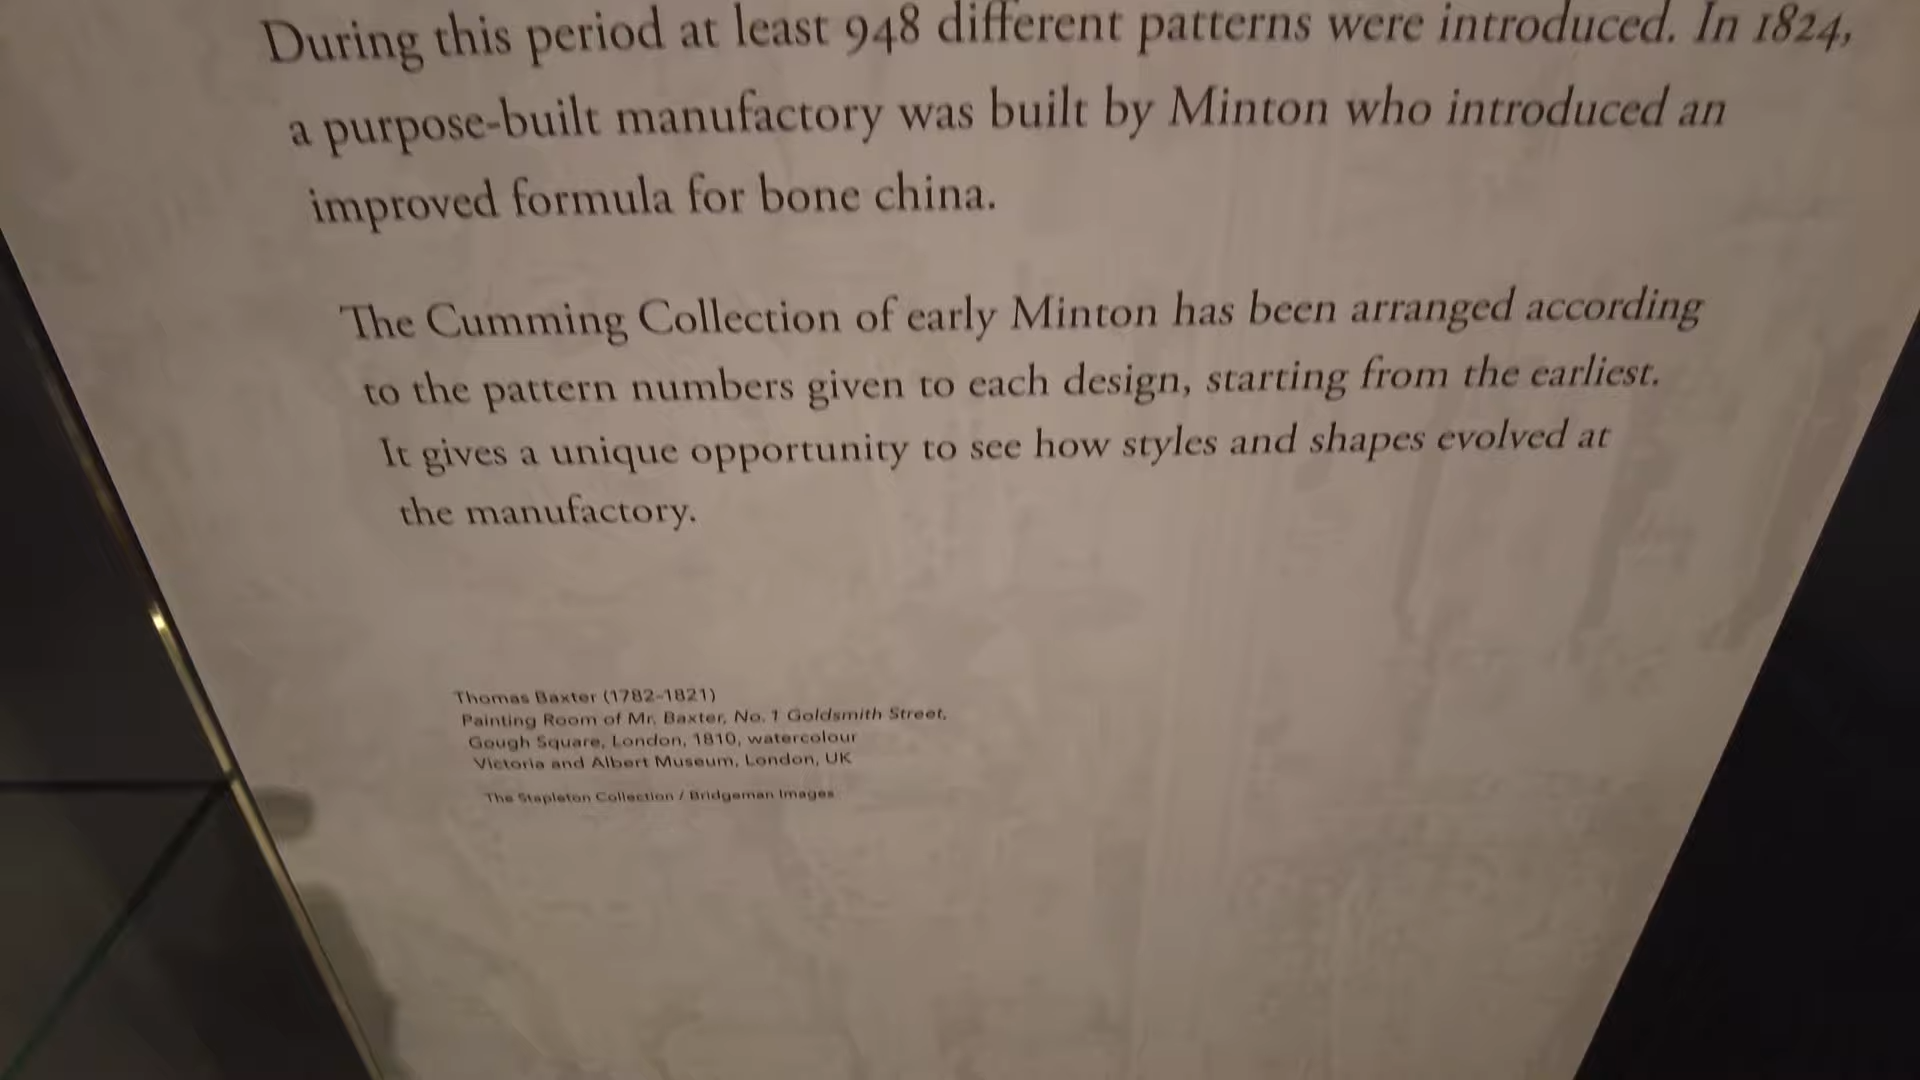 During this period at least 948 different patterns were introduced. In 1824,
a purpose-built manufactory was built by Minton who introduced an
improved formula for bone china.
The Cumming Collection of early Minton has been arranged according
to the pattern numbers given to each design, starting from the earliest.
It gives a unique opportunity to see how styles and shapes evolved at
the manufactory.
Thomas Baxter (1782-1821)
Painting Room of Mr. Baxter, No. 1 Goldsmith Street,
Gough Square, London, 1810, watercolour
Victoria and Albert Museum, London, UK
The Stapleton Collection / Bridgeman Images